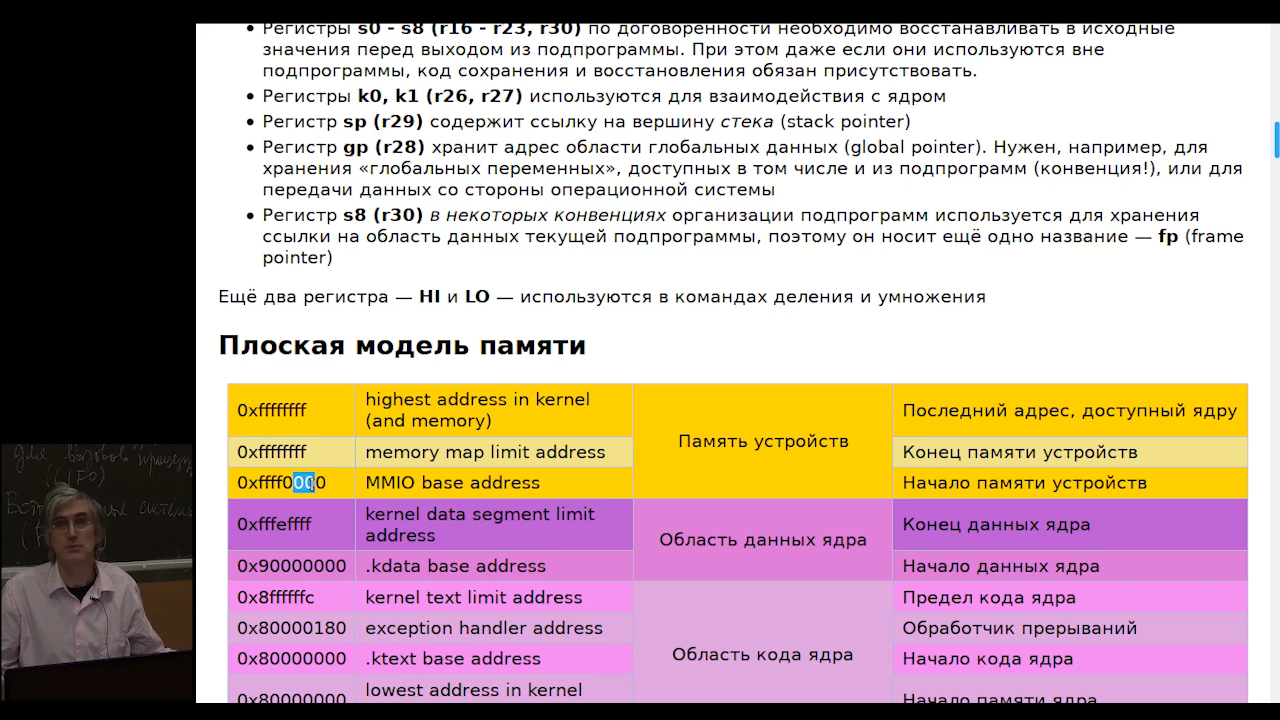 Регистры s0 - s8 (r16 - r23, r30) по договорённости необходимо восстанавливать в исходные
значения перед выходом из подпрограммы. При этом даже если они используются вне
подпрограммы, код сохранения и восстановления обязан присутствовать.
Регистры k0, k1 (r26, r27) используются для взаимодействия с ядром
Регистр sp (r29) содержит ссылку на вершину стека (stack pointer)
Регистр gp (r28) хранит адрес области глобальных данных (global pointer). Нужен, например, для
хранения «глобальных переменных», доступных в том числе и из подпрограмм (конвенция!), или для
передачи данных со стороны операционной системы
Регистр s8 (r30) в некоторых конвенциях организации подпрограмм используется для хранения
ссылки на область данных текущей подпрограммы, поэтому он носит ещё одно название — fp (frame
pointer)
Ещё два регистра — HI и LO — используются в командах деления и умножения
Плоская модель памяти
0xffffffff
highest address in kernel
(and memory)
Память устройств
Последний адрес, доступный ядру
0xffffffff
memory map limit address
Конец памяти устройств
0xffff0000
MMIO base address
Начало памяти устройств
0xfffeffff
kernel data segment limit
address
Область данных ядра
Конец данных ядра
0x90000000
.kdata base address
Начало данных ядра
0x8ffffffc
kernel text limit address
Область кода ядра
Предел кода ядра
0x80000180
exception handler address
Обработчик прерываний
0x80000000
.ktext base address
Начало кода ядра
0x80000000
lowest address in kernel
Начало памяти ядра